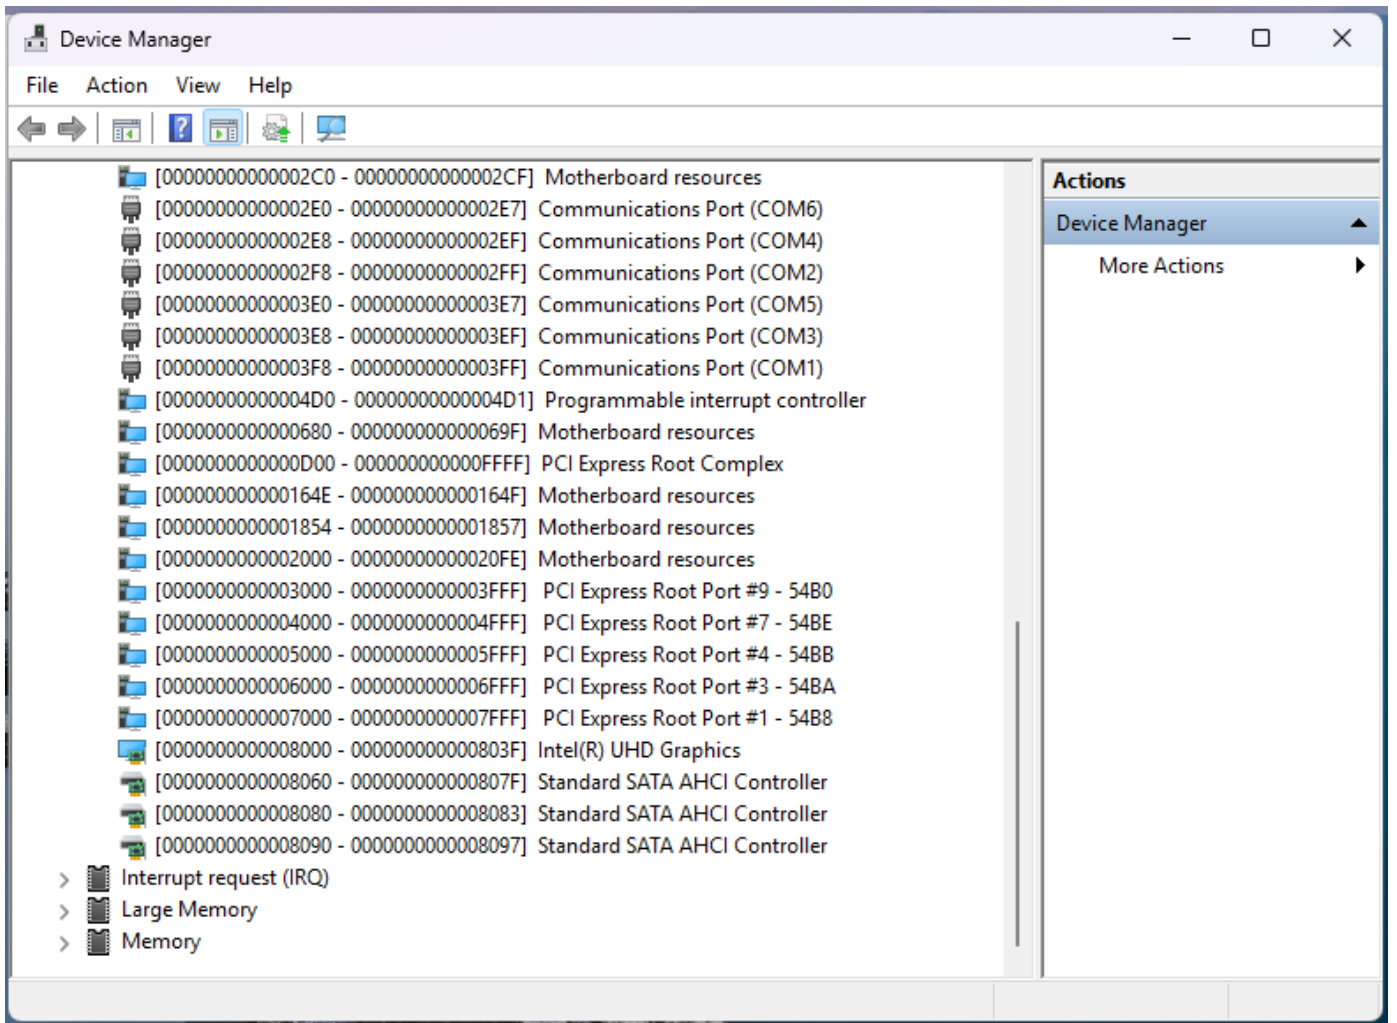 Device Manager
File Action View Help
[00000000000002C0 - 00000000000002CF] Motherboard resources
[00000000000002E0 - 00000000000002E7] Communications Port (COM6)
[00000000000002E8 - 00000000000002EF] Communications Port (COM4)
[00000000000002F8 - 00000000000002FF] Communications Port (COM2)
[00000000000003E0 - 00000000000003E7] Communications Port (COM5)
[00000000000003E8 - 00000000000003EF] Communications Port (COM3)
[00000000000003F8 - 00000000000003FF] Communications Port (COM1)
[00000000000004D0 - 00000000000004D1] Programmable interrupt controller
[0000000000000680 - 000000000000069F] Motherboard resources
[0000000000000D00 - 000000000000FFFF] PCI Express Root Complex
[000000000000164E - 000000000000164F] Motherboard resources
[0000000000001854 - 0000000000001857] Motherboard resources
[0000000000002000 - 00000000000020FE] Motherboard resources
[0000000000003000 - 0000000000003FFF] PCI Express Root Port #9 - 54B0
[0000000000004000 - 0000000000004FFF] PCI Express Root Port #7 - 54BE
[0000000000005000 - 0000000000005FFF] PCI Express Root Port #4 - 54BB
[0000000000006000 - 0000000000006FFF] PCI Express Root Port #3 - 54BA
[0000000000007000 - 0000000000007FFF] PCI Express Root Port #1 - 54B8
[0000000000008000 - 000000000000803F] Intel(R) UHD Graphics
[0000000000008060 - 000000000000807F] Standard SATA AHCI Controller
[0000000000008080 - 0000000000008083] Standard SATA AHCI Controller
[0000000000008090 - 0000000000008097] Standard SATA AHCI Controller
Interrupt request (IRQ)
Large Memory
Memory
Actions
Device Manager
More Actions